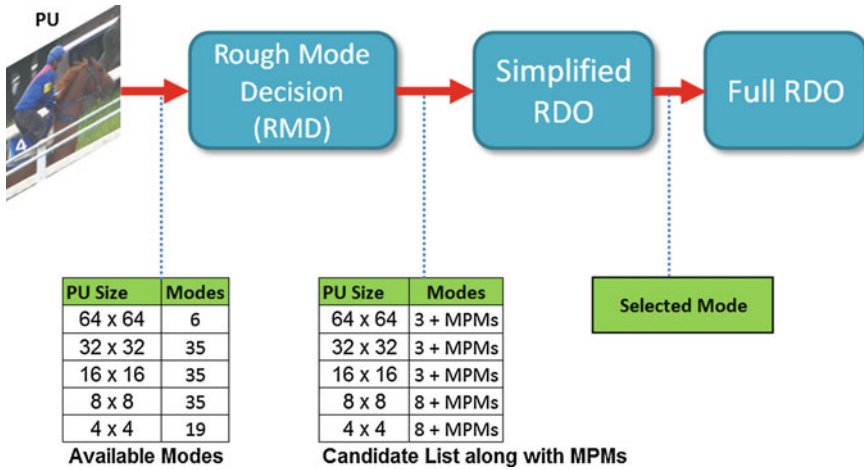 PU
Rough Mode
Decision
(RMD)
Simplified
RDO
Full RDO
4
PU Size Modes
64 x 64 6
32 x 32 35
16 x 16 35
8 x 8 35
4 x 4 19
Available Modes
PU Size Modes
64 x 64 3 + MPMs
32 x 32 3 + MPMs
16 x 16 3 + MPMs
8 x 8 8 + MPMs
4 x 4 8 + MPMs
Candidate List along with MPMs
Selected Mode